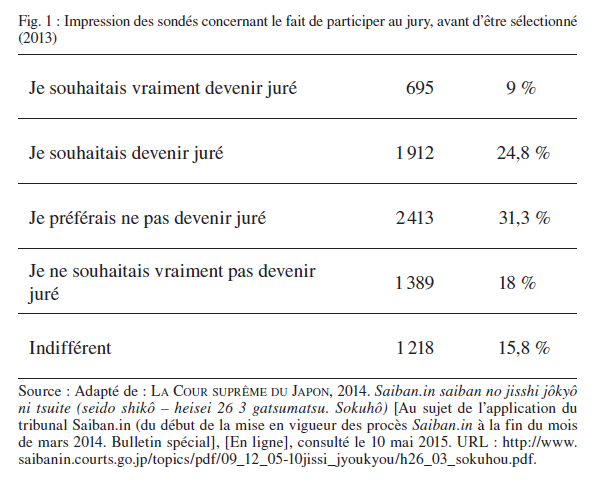 Fig. 1 : Impression des sondés concernant le fait de participer au jury, avant d’être sélectionné
(2013)
Je souhaitais vraiment devenir juré 695 9 %
Je souhaitais devenir juré 1 912 24,8 %
Je préférais ne pas devenir juré 2 413 31,3 %
Je ne souhaitais vraiment pas devenir
juré 1 389 18 %
Indifférent 1 218 15,8 %
Source : Adapté de : La Cour suprême du Japon, 2014. Saiban.in saiban no jisshi jôkyô
ni tsuite (seido shikô – heisei 26 3 gatsumatsu. Sokuhô) [Au sujet de l’application du
tribunal Saiban.in (du début de la mise en vigueur des procès Saiban.in à la fin du mois
de mars 2014. Bulletin spécial], [En ligne], consulté le 10 mai 2015. URL : http://www.
saibanin.courts.go.jp/topics/pdf/09_12_05-10jissi_jyoukyou/h26_03_sokuhou.pdf.